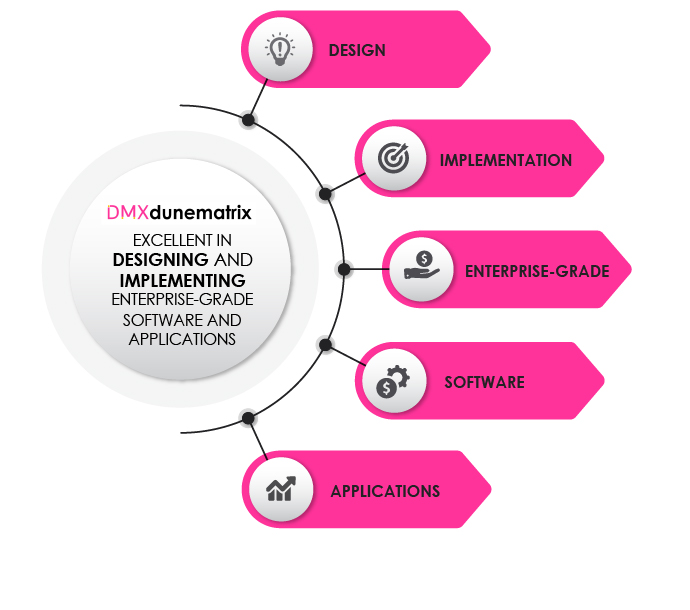 DESIGN
IMPLEMENTATION
DMXdunematrix
EXCELLENT IN
DESIGNING AND
IMPLEMENTING
ENTERPRISE-GRADE
SOFTWARE AND
APPLICATIONS
ENTERPRISE-GRADE
SOFTWARE
APPLICATIONS